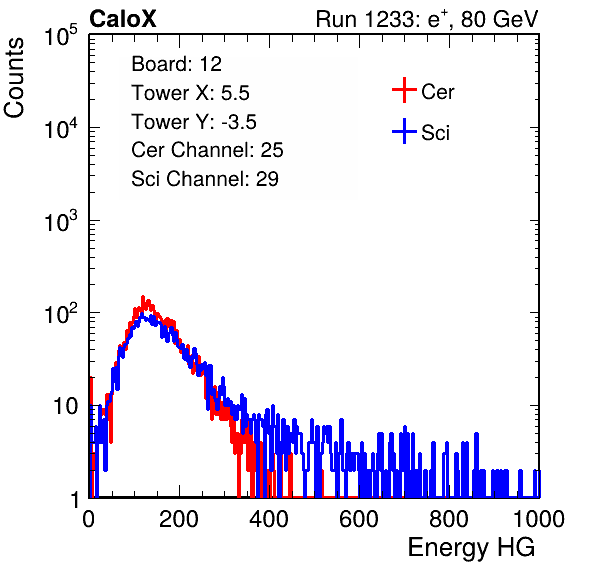 CaloX Run 1233: e⁺, 80 GeV
Counts
Board: 12
Tower X: 5.5
Tower Y: -3.5
Cer Channel: 25
Sci Channel: 29
Cer
Sci
10⁵
10⁴
10³
10²
10
1
0 200 400 600 800 1000
Energy HG